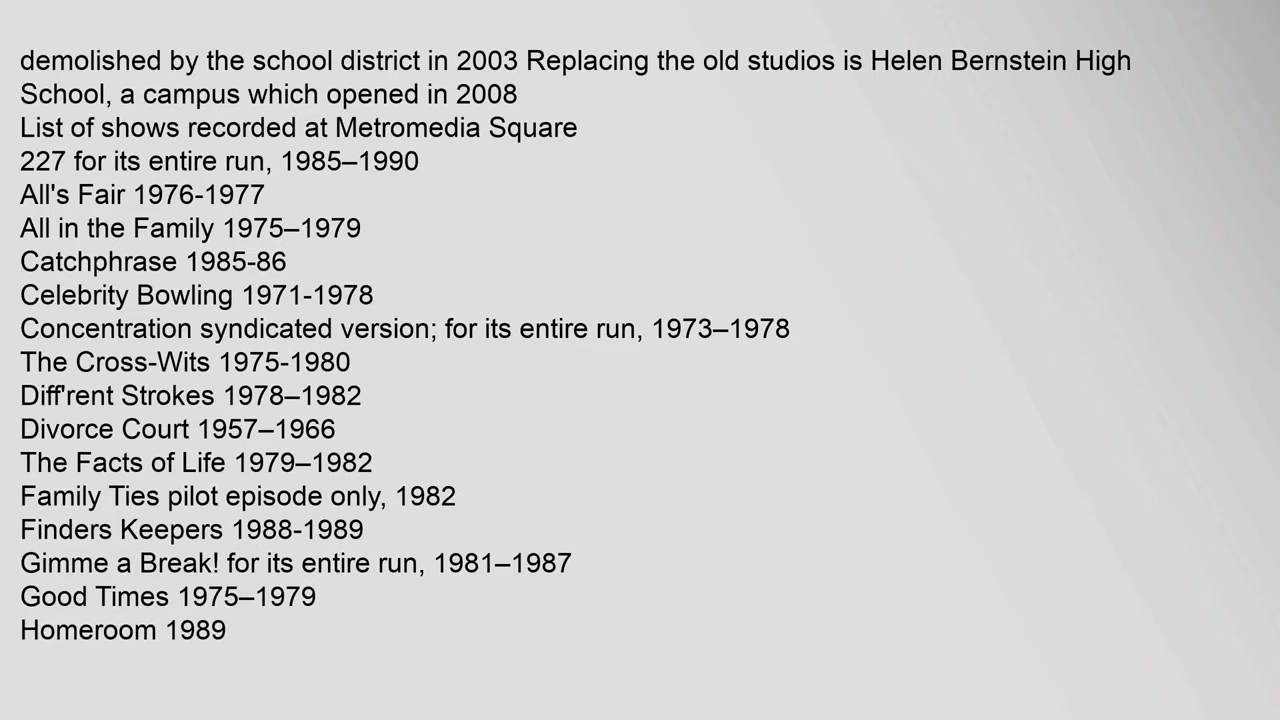 demolished by the school district in 2003 Replacing the old studios is Helen Bernstein High
School, a campus which opened in 2008
List of shows recorded at Metromedia Square
227 for its entire run, 1985–1990
All's Fair 1976-1977
All in the Family 1975–1979
Catchphrase 1985-86
Celebrity Bowling 1971-1978
Concentration syndicated version; for its entire run, 1973–1978
The Cross-Wits 1975-1980
Diff'rent Strokes 1978–1982
Divorce Court 1957–1966
The Facts of Life 1979–1982
Family Ties pilot episode only, 1982
Finders Keepers 1988-1989
Gimme a Break! for its entire run, 1981–1987
Good Times 1975–1979
Homeroom 1989